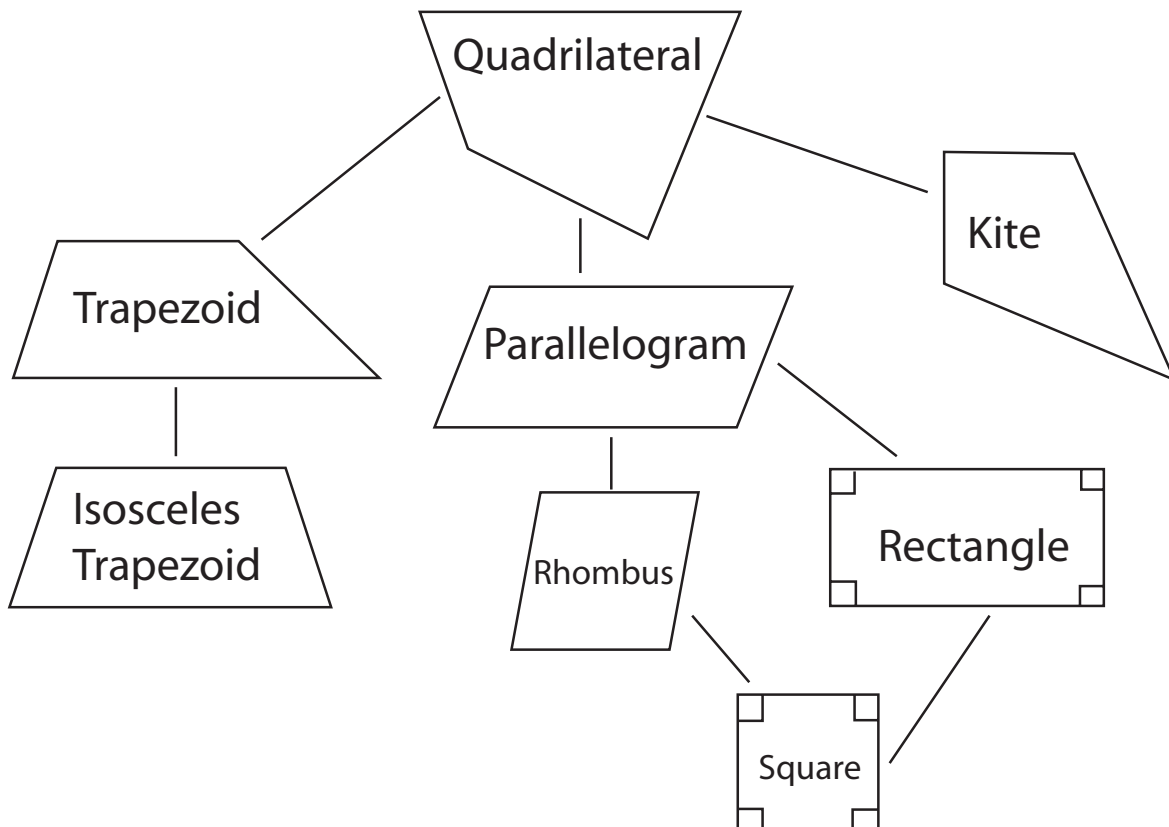 Quadrilateral
Kite
Trapezoid
Parallelogram
Isosceles
Trapezoid
Rhombus
Rectangle
Square